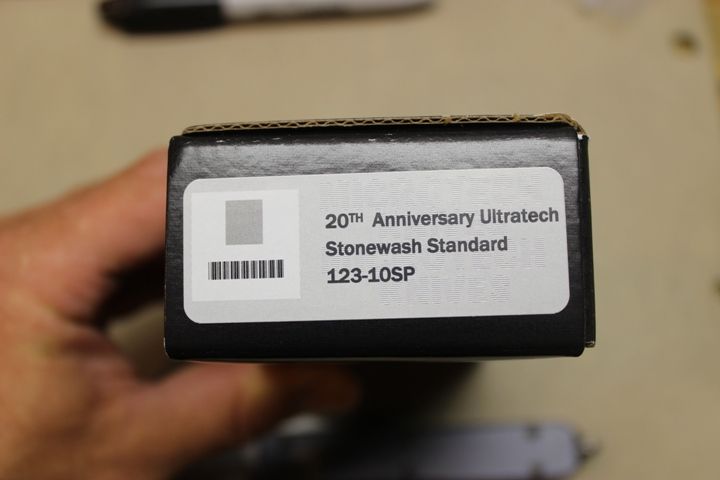 20TH Anniversary Ultratech
Stonewash Standard
123-10SP